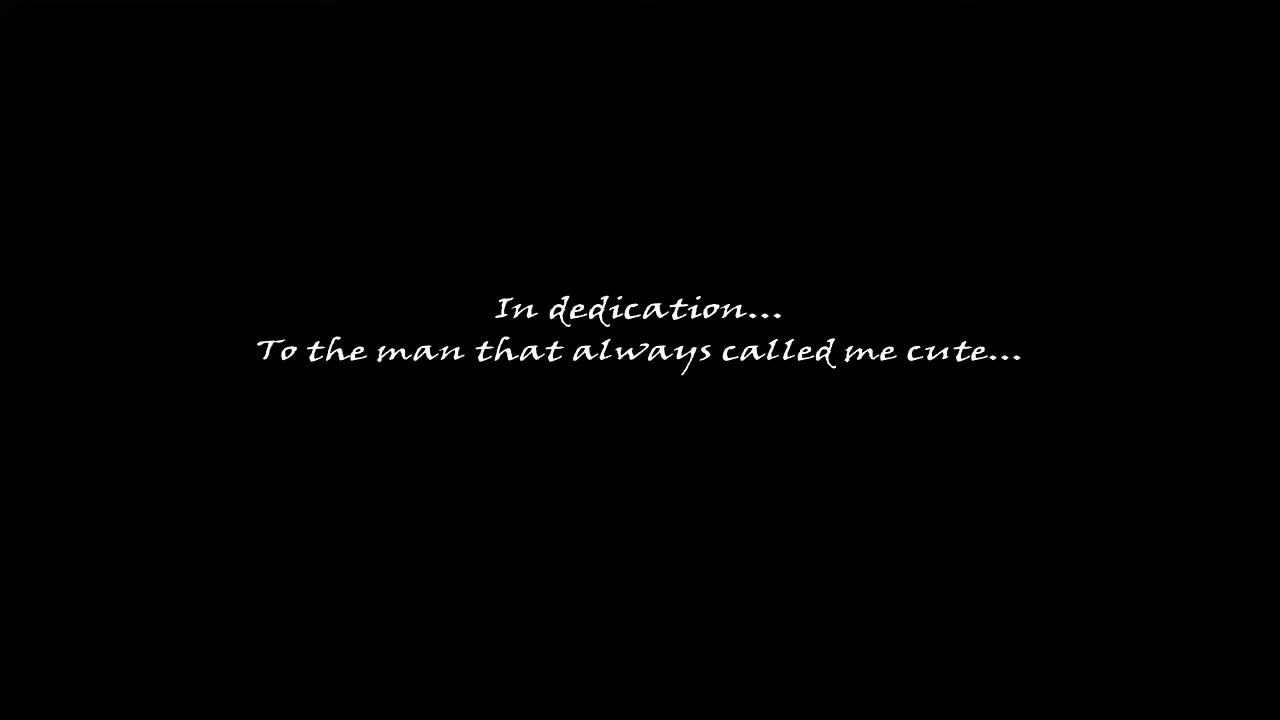 In dedication...
To the man that always called me cute...